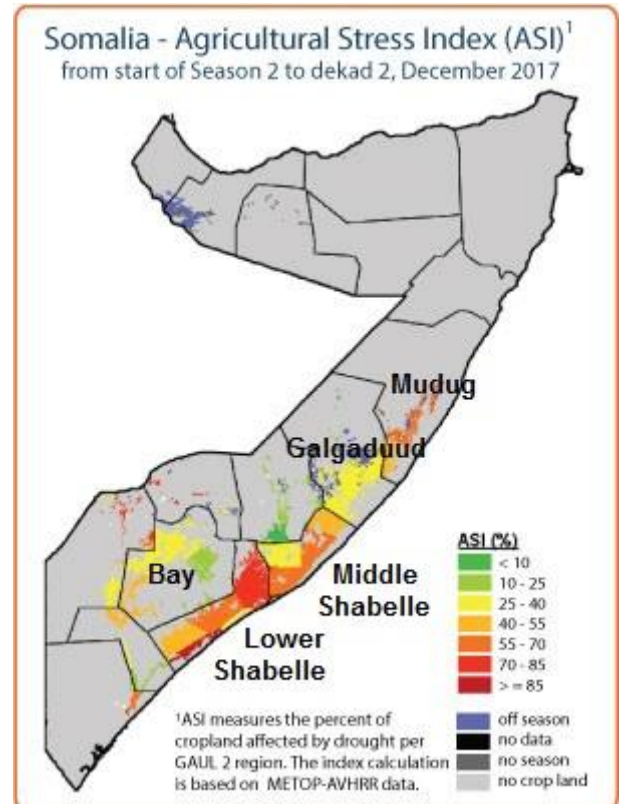 Somalia - Agricultural Stress Index (ASI)¹
from start of Season 2 to dekad 2, December 2017
Mudug
Galgaduud
Bay
Middle
Shabelle
Lower
Shabelle
ASI (%)
< 10
10 - 25
25 - 40
40 - 55
55 - 70
70 - 85
> = 85
off season
no data
no season
no crop land
¹ASI measures the percent of
cropland affected by drought per
GAUL 2 region. The index calculation
is based on METOP-AVHRR data.